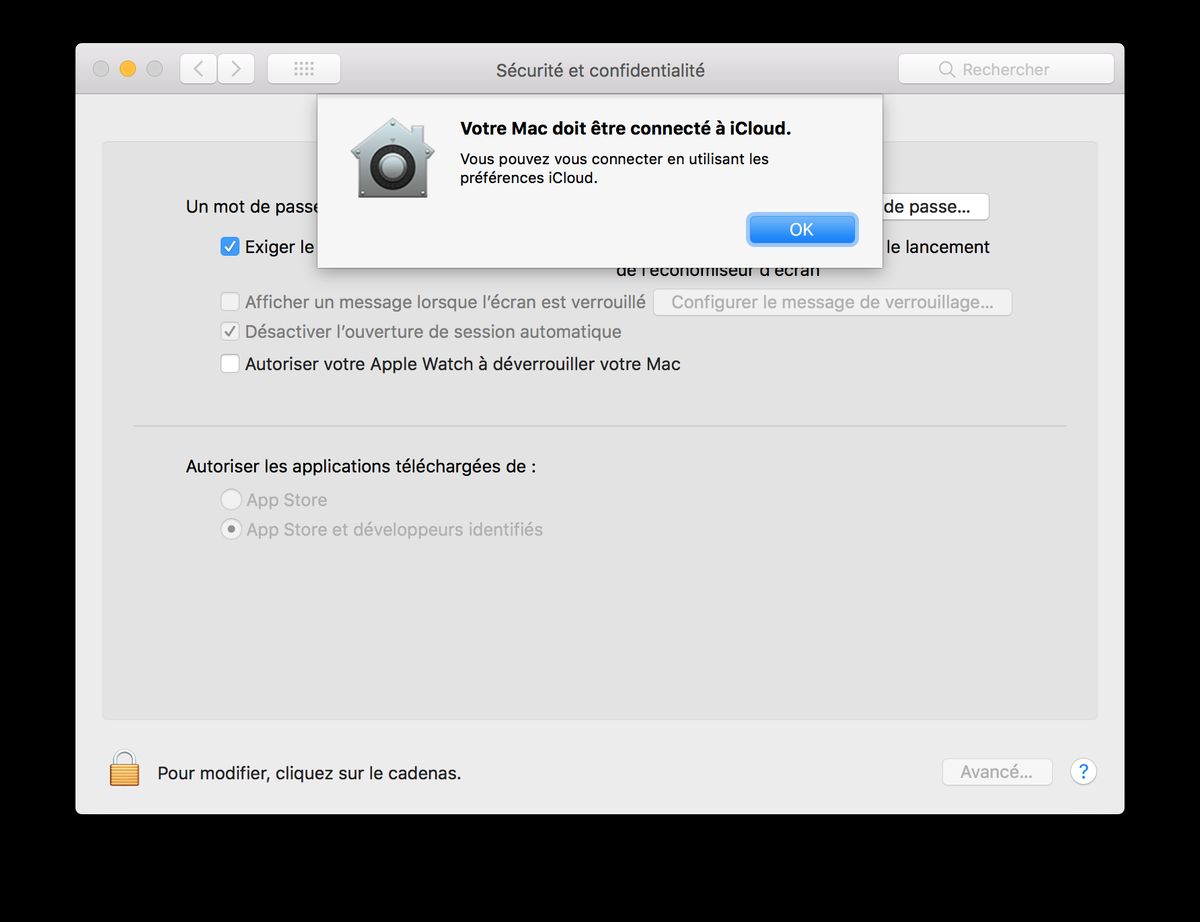 Sécurité et confidentialité
Rechercher
Votre Mac doit être connecté à iCloud.
Vous pouvez vous connecter en utilisant les
préférences iCloud.
OK
Un mot de passe
de passe...
Exiger le
le lancement
de l'économiseur d'écran
Afficher un message lorsque l'écran est verrouillé
Configurer le message de verrouillage...
Désactiver l'ouverture de session automatique
Autoriser votre Apple Watch à déverrouiller votre Mac
Autoriser les applications téléchargées de :
App Store
App Store et développeurs identifiés
Pour modifier, cliquez sur le cadenas.
Avancé...
?